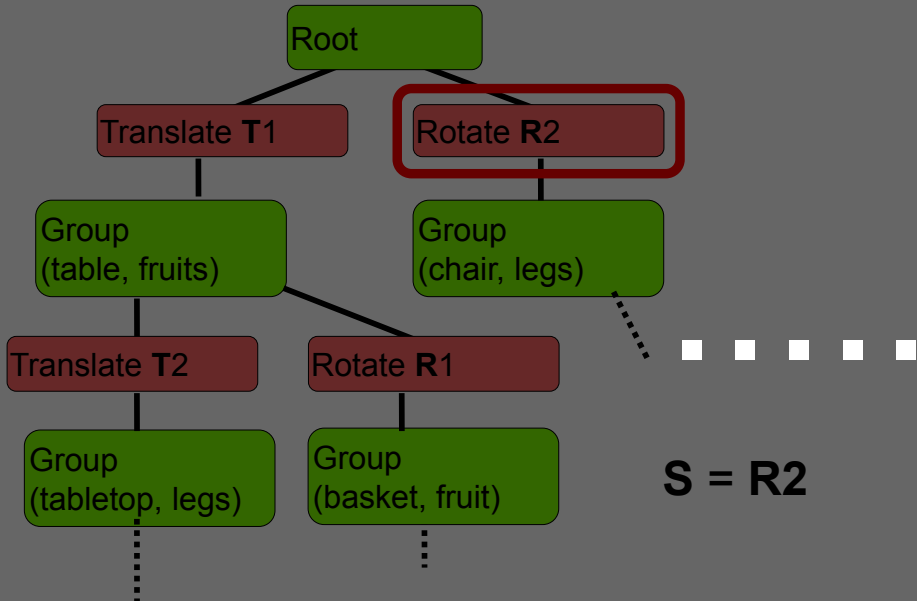 Root
Translate T1
Rotate R2
Group
(table, fruits)
Group
(chair, legs)
Translate T2
Rotate R1
Group
(tabletop, legs)
Group
(basket, fruit)
S = R2